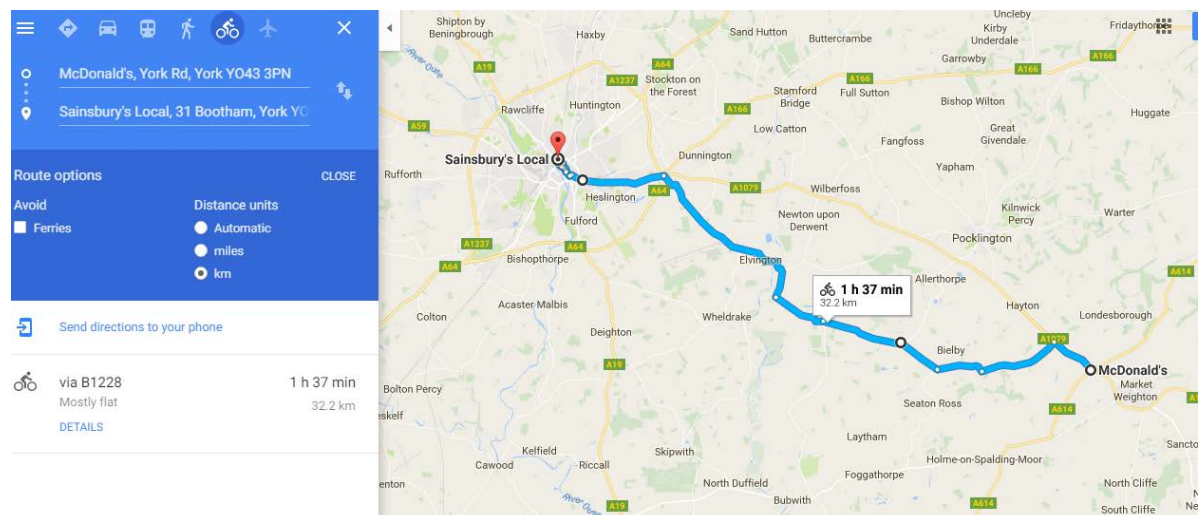 McDonald's, York Rd, York YO43 3PN
Sainsbury's Local, 31 Bootham, York YO
Route options
CLOSE
Avoid
Distance units
Ferries
Automatic
miles
km
Send directions to your phone
via B1228
1 h 37 min
Mostly flat
32.2 km
DETAILS
Shipton by
Beningbrough
Haxby
Sand Hutton
Buttercrambe
Uncleby
Kirby
Underdale
Fridaythorpe
Garrowby
A166
River Ouse
A19
A1237
A64
Stockton on
the Forest
A166
Stamford
Bridge
Full Sutton
Bishop Wilton
Huggate
Rawcliffe
Huntington
A166
A59
Low Catton
Fangfoss
Great
Givendale
Sainsbury's Local
Dunnington
Yapham
Rufforth
Heslington
A64
A1079
Wilberfoss
Kilnwick
Percy
Warter
Fulford
Newton upon
Derwent
Pocklington
A1237
A64
Bishopthorpe
A64
Elvington
A614
Allerthorpe
1 h 37 min
32.2 km
Acaster Malbis
Hayton
Londesborough
Colton
Wheldrake
Deighton
A1079
Bielby
A19
McDonald's
Market
Weighton
Bolton Percy
Seaton Ross
A614
Laytham
Kelfield
Skipwith
Holme-on-Spalding-Moor
Cawood
Riccall
Foggathorpe
North Duffield
North Cliffe
Bubwith
A19
A614
South Cliffe